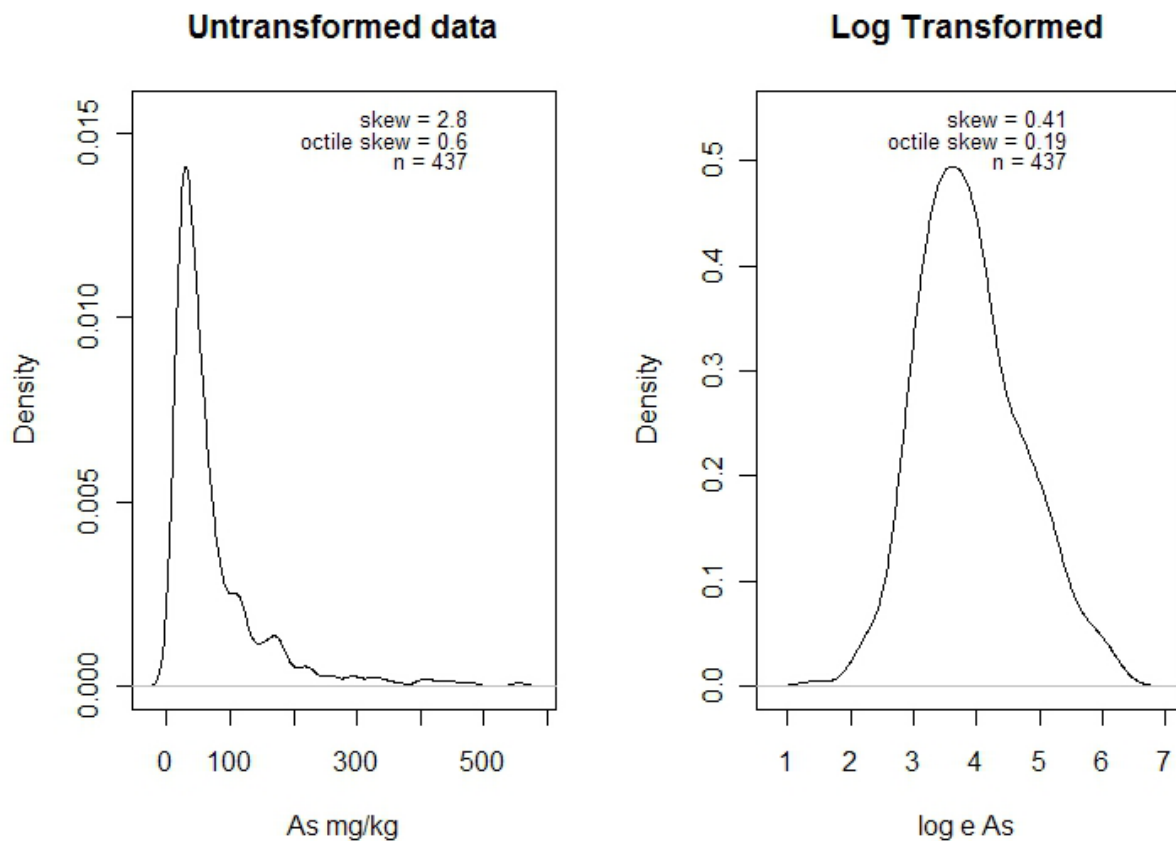 Untransformed data
skew = 2.8
octile skew = 0.6
n = 437
0.015
0.010
0.005
0.000
Density
0 100 300 500
As mg/kg
Log Transformed
skew = 0.41
octile skew = 0.19
n = 437
0.5
0.4
0.3
0.2
0.1
0.0
Density
1 2 3 4 5 6 7
log e As